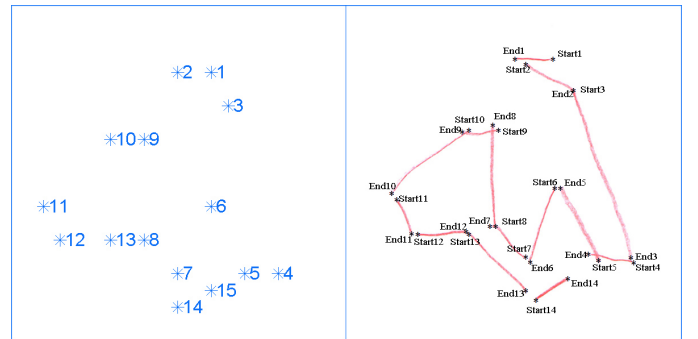 2 1
3
10 9
11 6
12 13 8
7 5 4
15
14
End1 Start1
Start2
End2 Start3
Start10 End8
End9 Start9
End10 Start6 End5
Start11
End12 End7 Start8
End11 Start12 Start13
Start7 End4 End3
End6 Start5 Start4
End13 End14
Start14